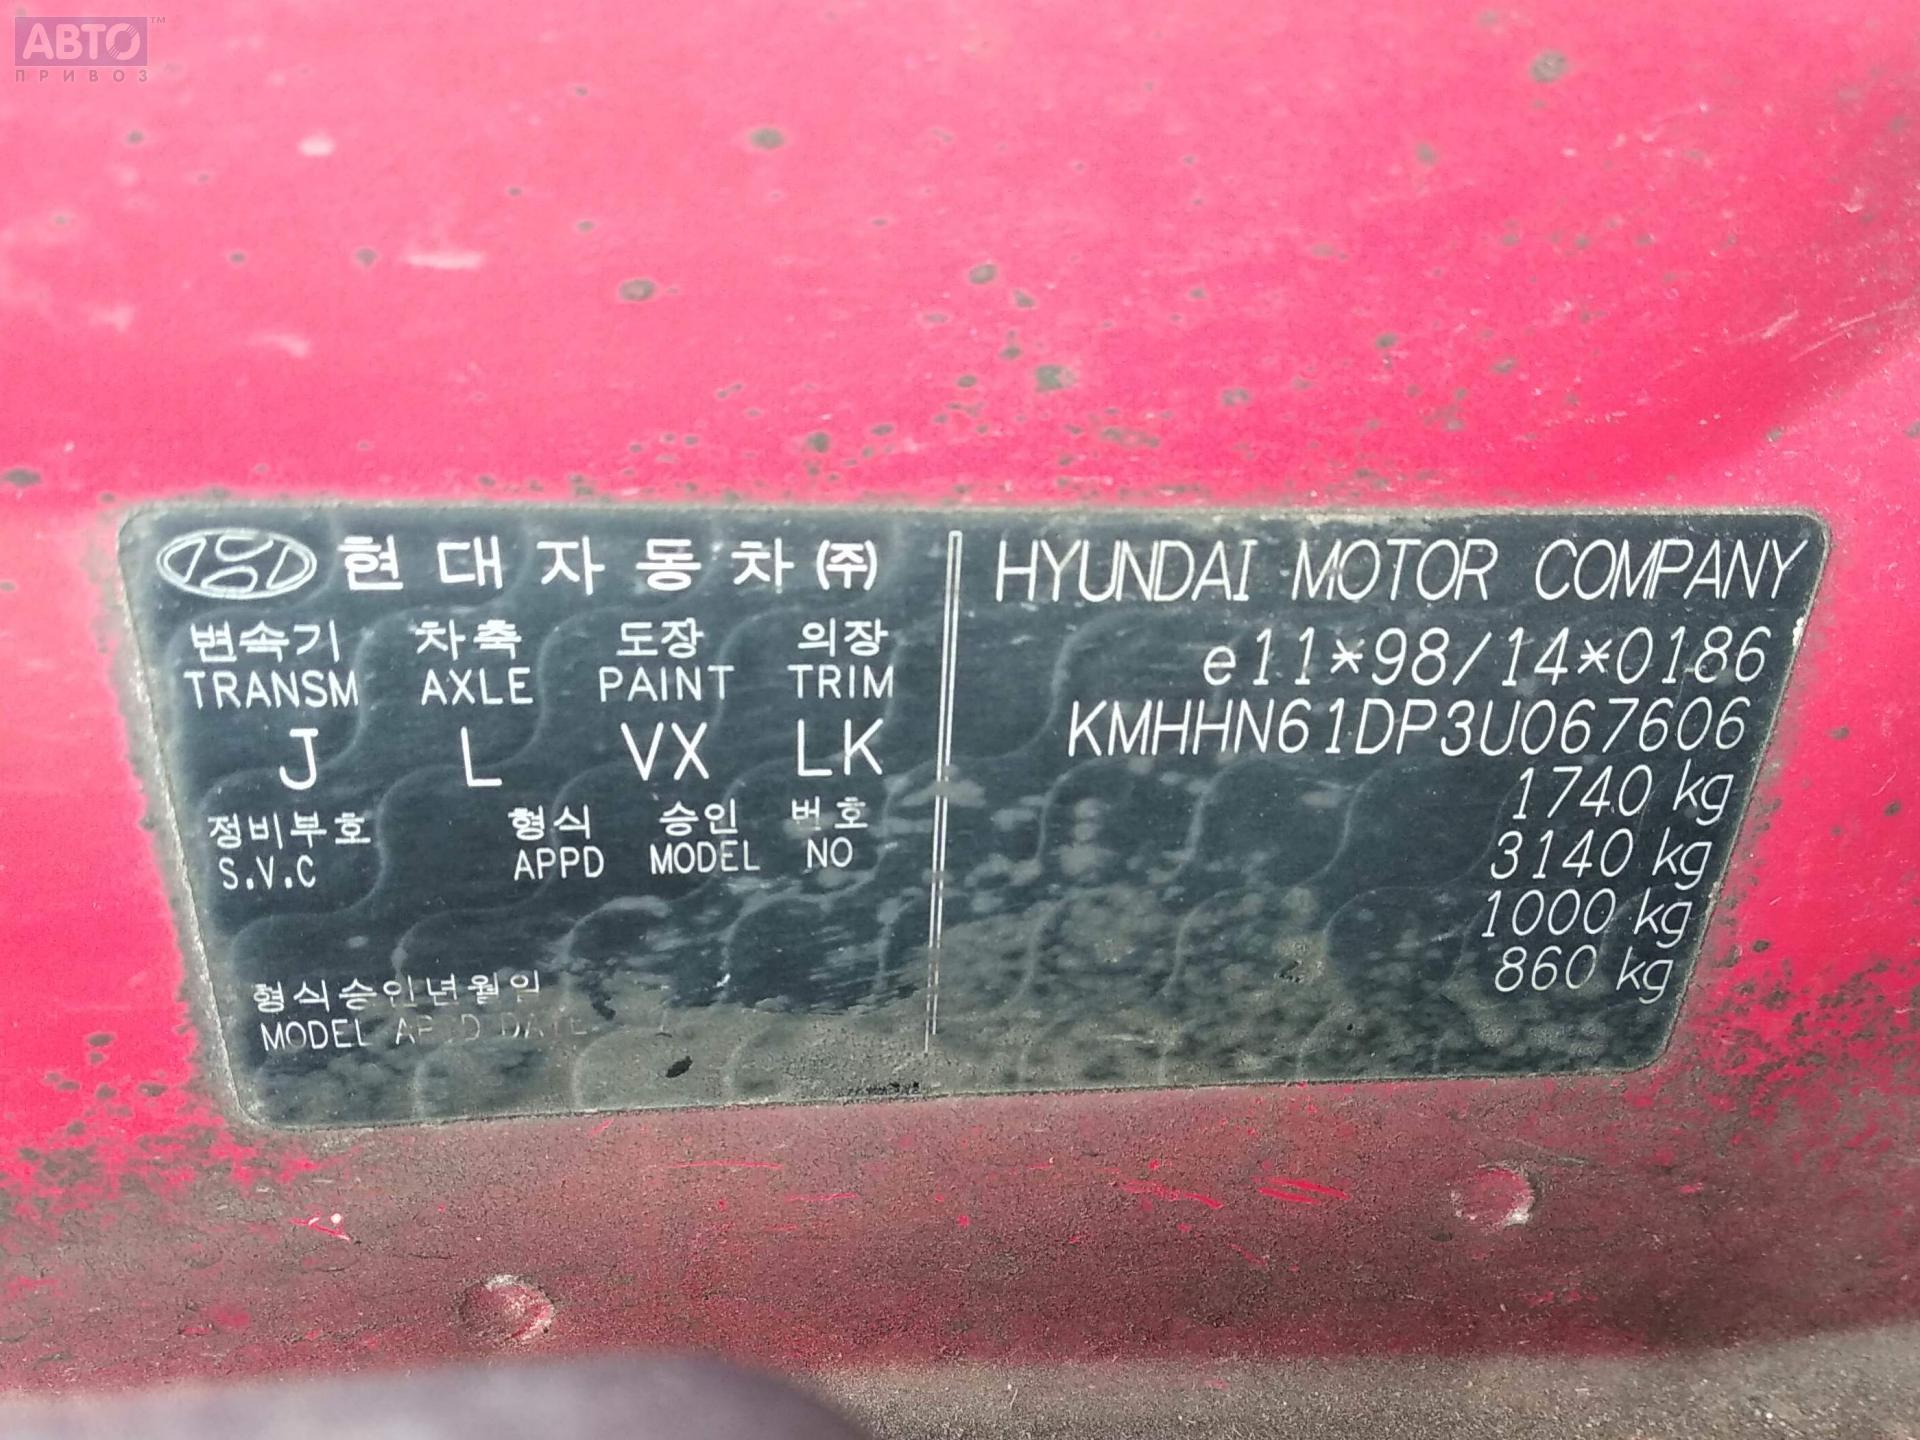 АВТО™
ПРИВОЗ
현대자동차(주)
변속기 차축 도장 의장
TRANSM AXLE PAINT TRIM
J L VX LK
정비부호 형식 승인 번호
S.V.C APPD MODEL NO
형식승인년월일
MODEL APPD DATE
HYUNDAI MOTOR COMPANY
e11*98/14*0186
KMHHN61DP3U067606
1740 kg
3140 kg
1000 kg
860 kg